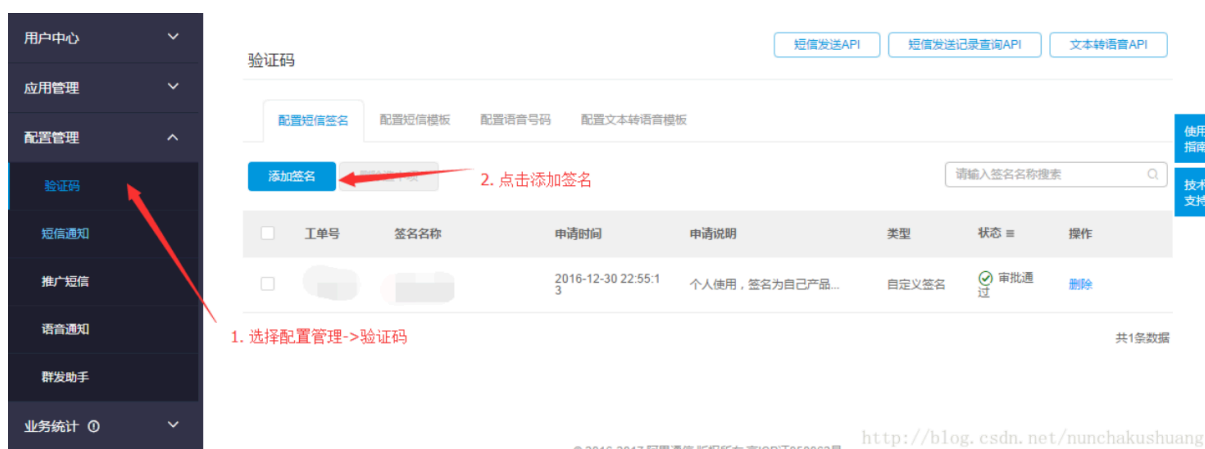 用户中心
应用管理
配置管理
验证码
短信通知
推广短信
语音通知
群发助手
业务统计
验证码
短信发送API
短信发送记录查询API
文本转语音API
配置短信签名
配置短信模板
配置语音号码
配置文本转语音模板
添加签名
2. 点击添加签名
请输入签名名称搜索
使用
指南
技术
支持
工单号
签名名称
申请时间
申请说明
类型
状态
操作
2016-12-30 22:55:1
3
个人使用，签名为自己产品...
自定义签名
审批通
过
删除
1. 选择配置管理->验证码
共1条数据
http://blog.csdn.net/nunchakushuang